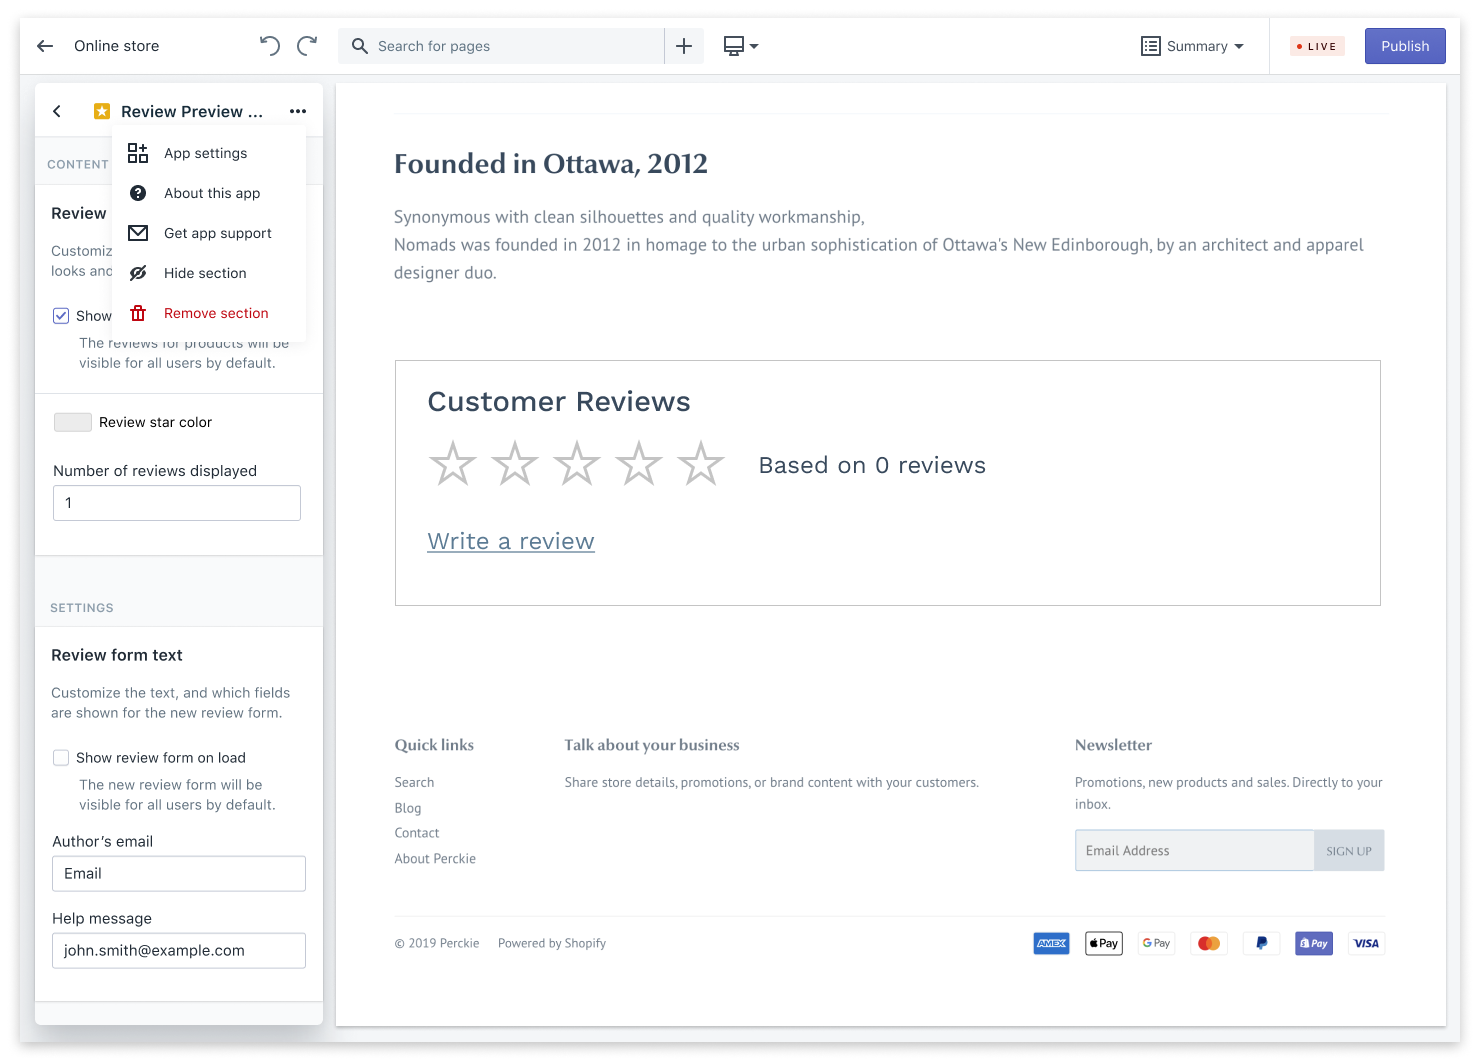 Online store
Search for pages
Summary
LIVE
Publish
Review Preview ...
App settings
About this app
Get app support
Hide section
Remove section
CONTENT
Review
Customiz
looks and
Show
The reviews for products will be
visible for all users by default.
Review star color
Number of reviews displayed
1
SETTINGS
Review form text
Customize the text, and which fields
are shown for the new review form.
Show review form on load
The new review form will be
visible for all users by default.
Author's email
Email
Help message
john.smith@example.com
Founded in Ottawa, 2012
Synonymous with clean silhouettes and quality workmanship,
Nomads was founded in 2012 in homage to the urban sophistication of Ottawa's New Edinborough, by an architect and apparel
designer duo.
Customer Reviews
Based on 0 reviews
Write a review
Quick links
Search
Blog
Contact
About Perckie
Talk about your business
Share store details, promotions, or brand content with your customers.
Newsletter
Promotions, new products and sales. Directly to your
inbox.
Email Address
SIGN UP
© 2019 Perckie
Powered by Shopify
AMEX
Pay
G Pay
Pay
VISA